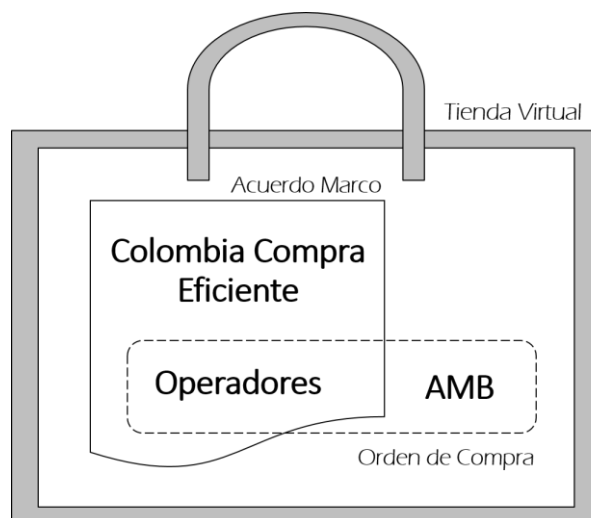 Tienda Virtual
Acuerdo Marco
Colombia Compra
Eficiente
Operadores
AMB
Orden de Compra